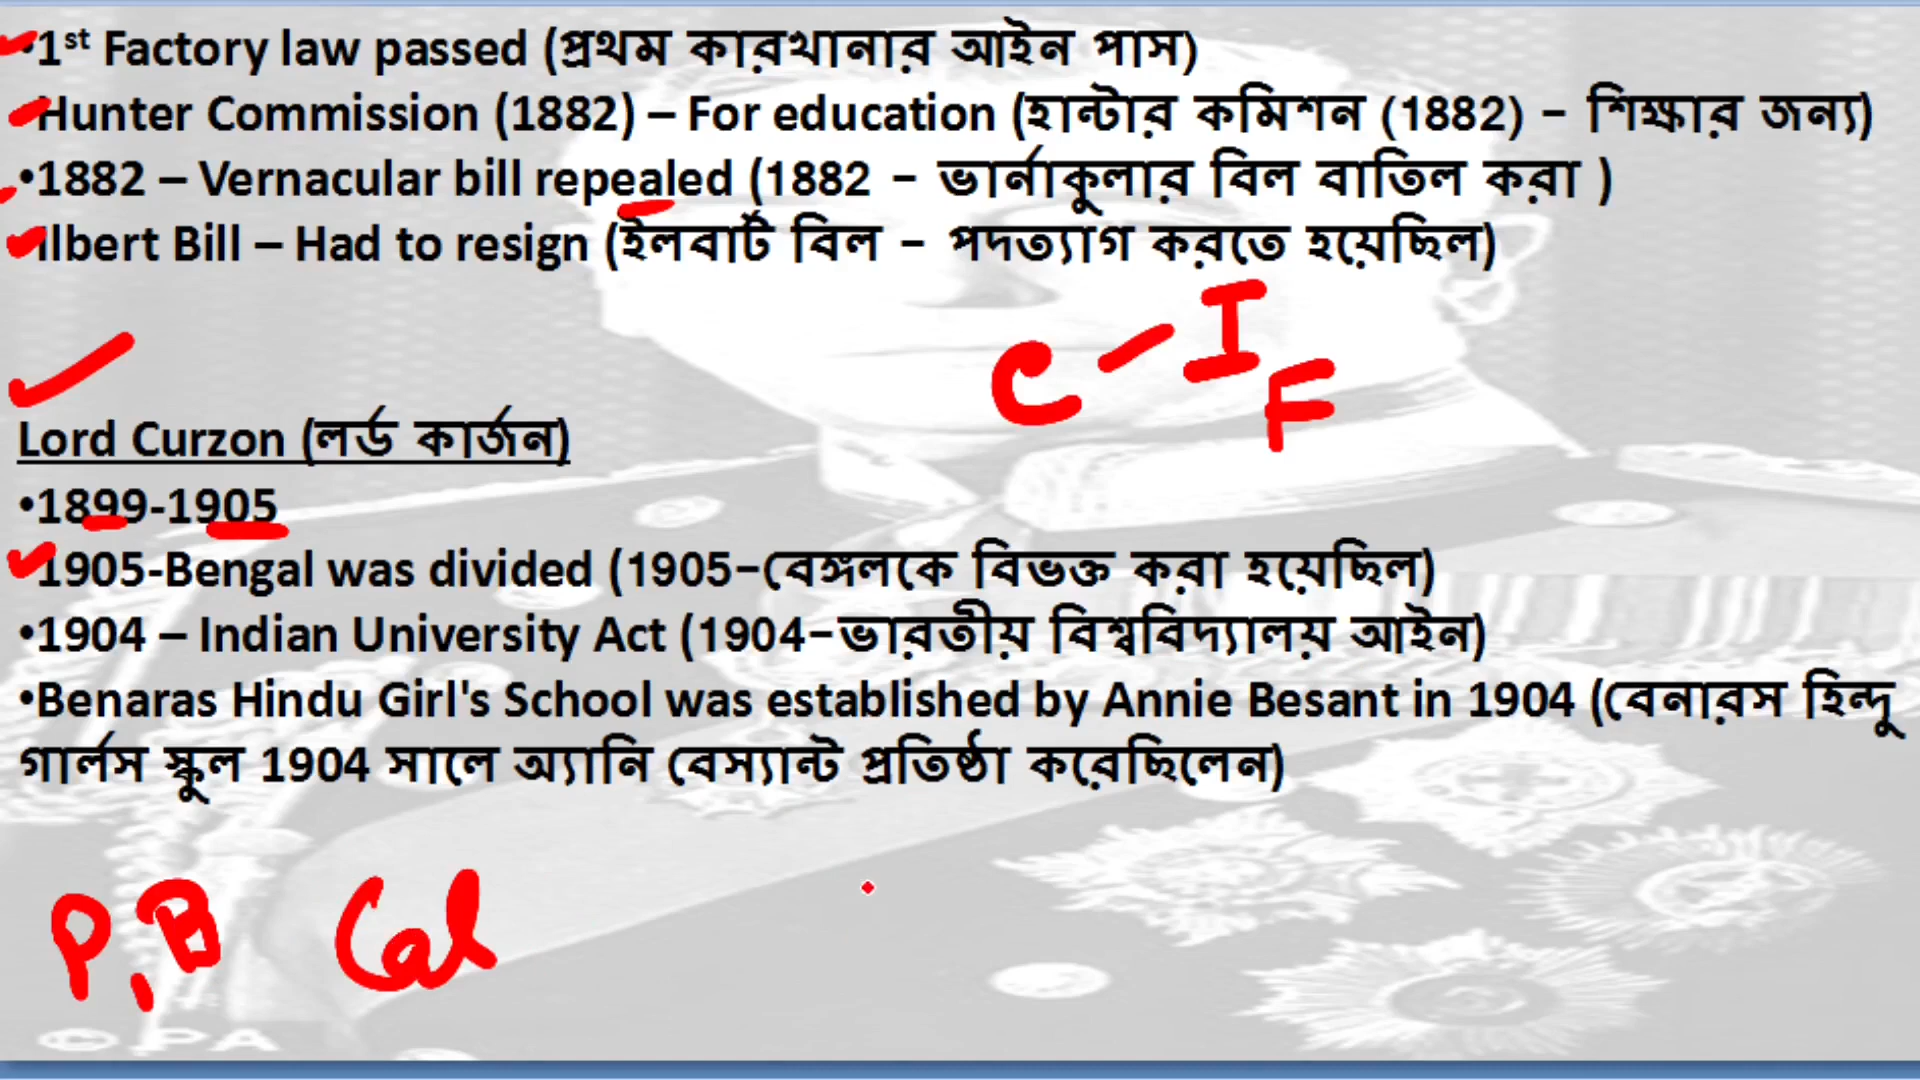 •1st Factory law passed (প্রথম কারখানার আইন পাস)
•Hunter Commission (1882) – For education (হান্টার কমিশন (1882) – শিক্ষার জন্য)
•1882 – Vernacular bill repealed (1882 – ভার্নাকুলার বিল বাতিল করা )
•Ilbert Bill – Had to resign (ইলবার্ট বিল – পদত্যাগ করতে হয়েছিল)
C – I
F
Lord Curzon (লর্ড কার্জন)
•1899-1905
•1905-Bengal was divided (1905–বেঙ্গলকে বিভক্ত করা হয়েছিল)
•1904 – Indian University Act (1904–ভারতীয় বিশ্ববিদ্যালয় আইন)
•Benaras Hindu Girl's School was established by Annie Besant in 1904 (বেনারস হিন্দু
গার্লস স্কুল 1904 সালে অ্যানি বেস্যান্ট প্রতিষ্ঠা করেছিলেন)
P, B Cal
© PA